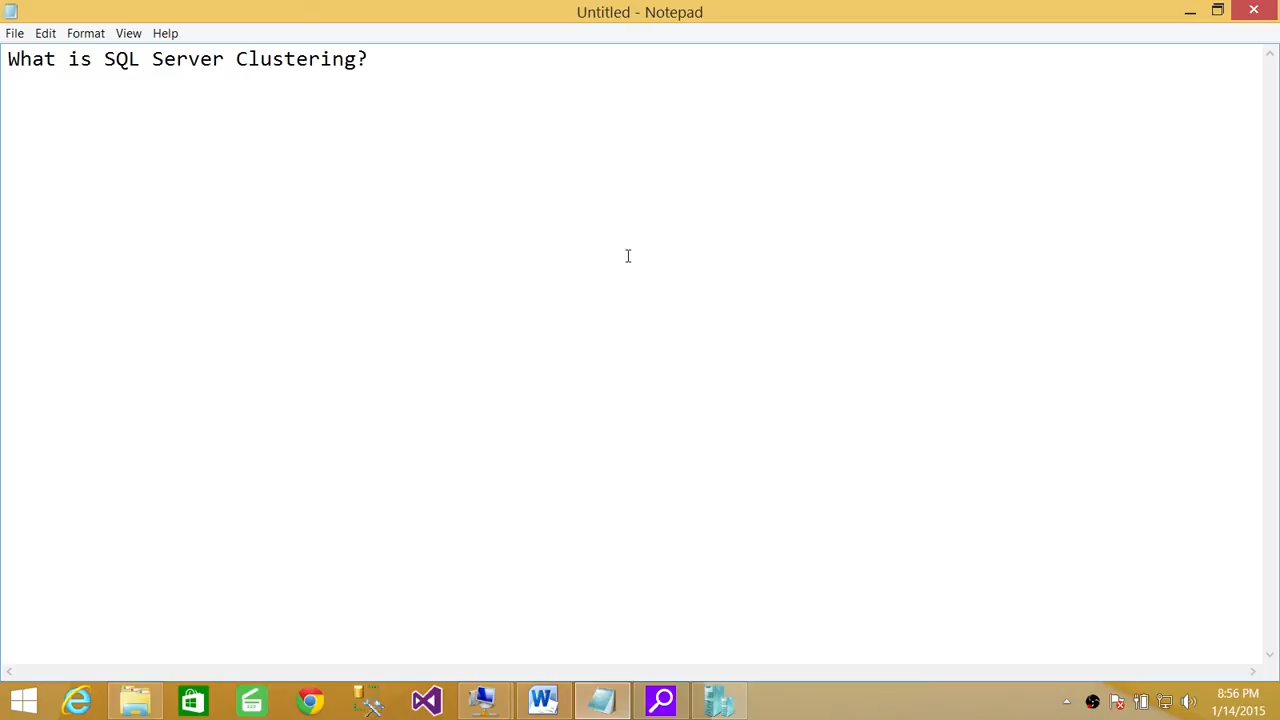 Untitled - Notepad
File Edit Format View Help
What is SQL Server Clustering?
8:56 PM
1/14/2015